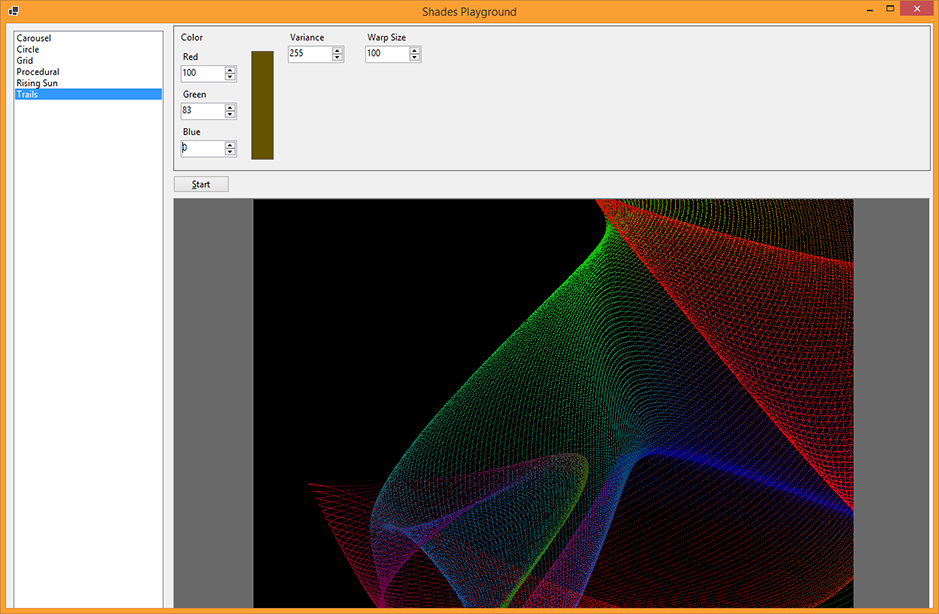 Shades Playground
Carousel
Circle
Grid
Procedural
Rising Sun
Trails
Color
Red
100
Green
83
Blue
0
Variance
255
Warp Size
100
Start